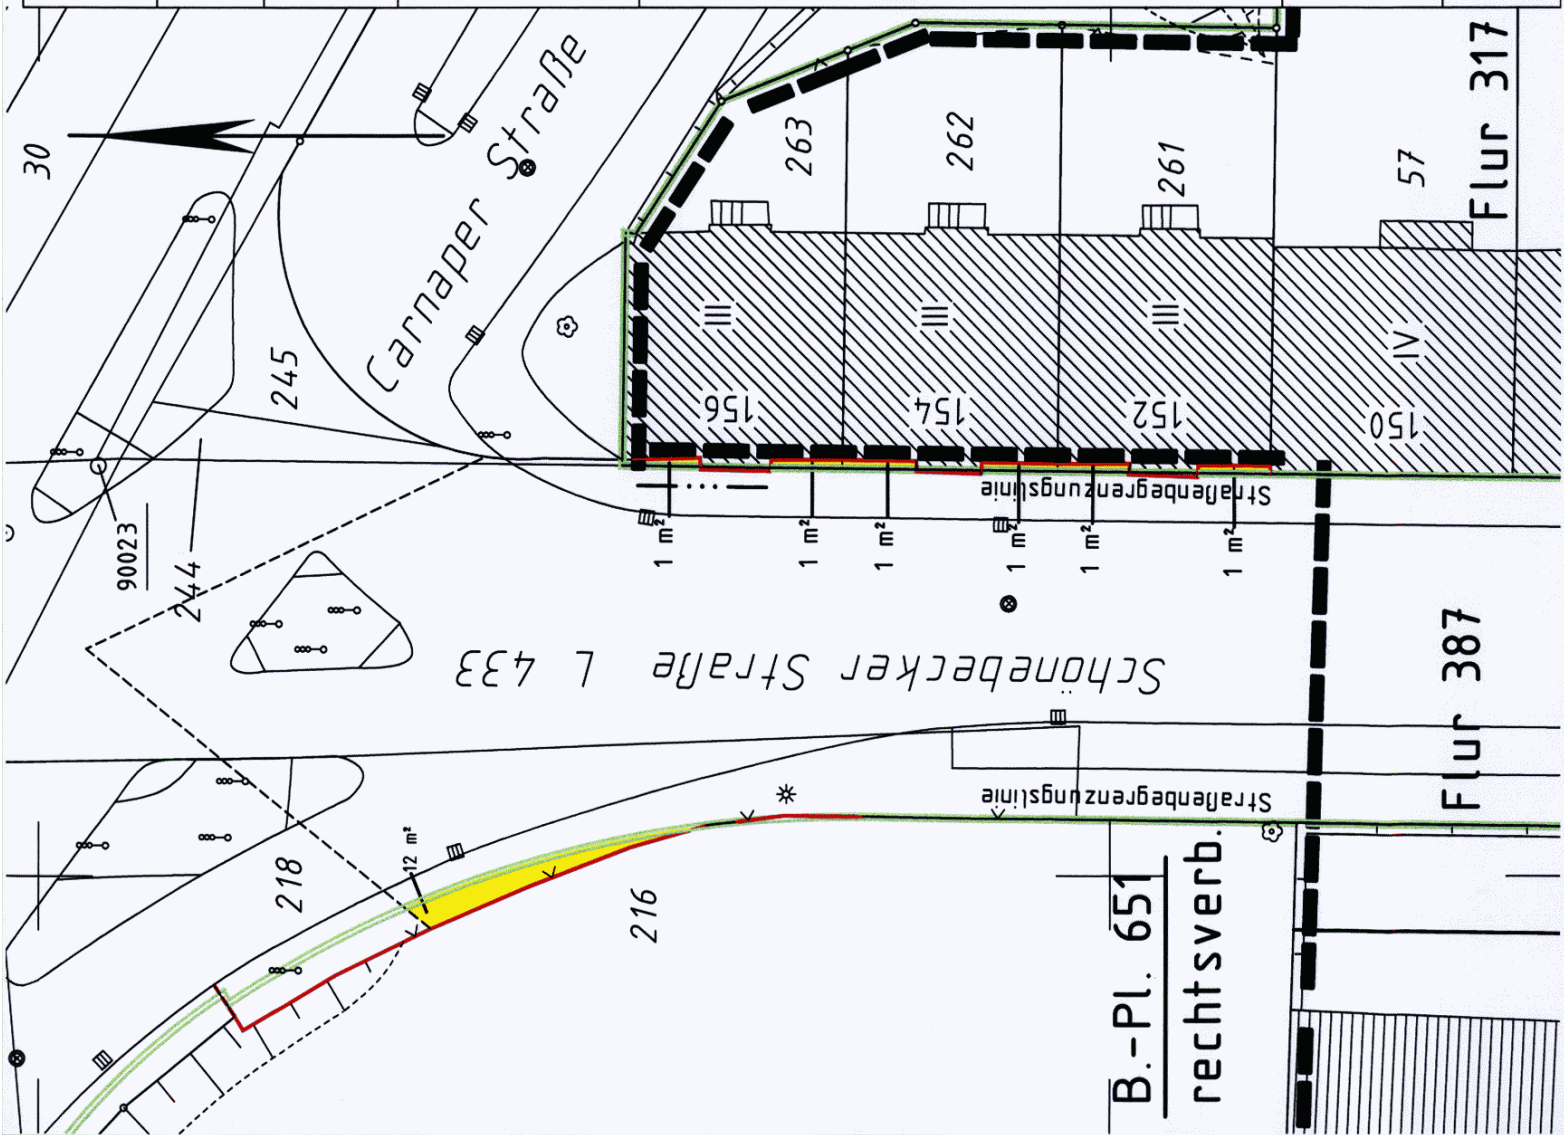 30
Carnaper Straße
245
263
262
261
57
Flur 317
III
III
III
IV
156
154
152
150
Straßenbegrenzungslinie
1 m²
1 m²
1 m²
1 m²
1 m²
1 m²
90023
244
Schönebecker Straße L 433
Flur 387
Straßenbegrenzungslinie
12 m²
218
216
B.-Pl. 651
rechtsverb.